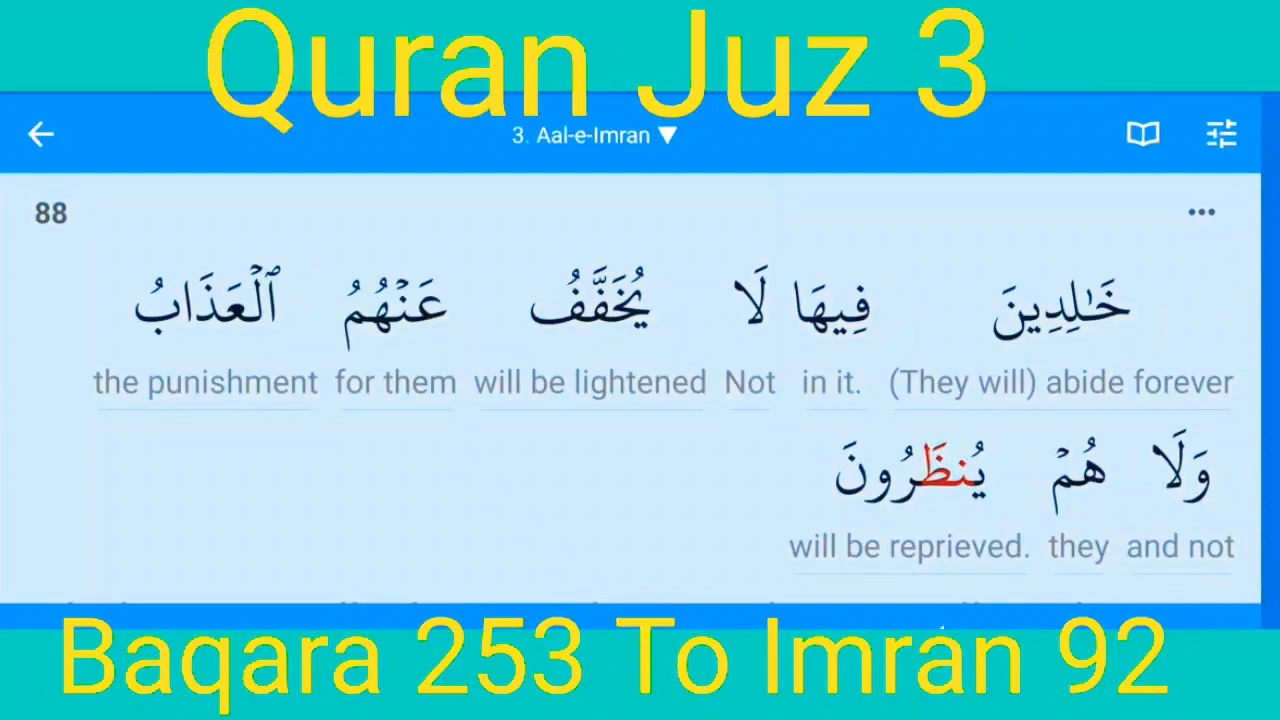 Quran Juz 3
3. Aal-e-Imran ▼
88
خَـٰلِدِينَ فِيهَا لَا يُخَفَّفُ عَنْهُمُ ٱلْعَذَابُ
the punishment for them will be lightened Not in it. (They will) abide forever
وَلَا هُمْ يُنظَرُونَ
will be reprieved. they and not
Baqara 253 To Imran 92